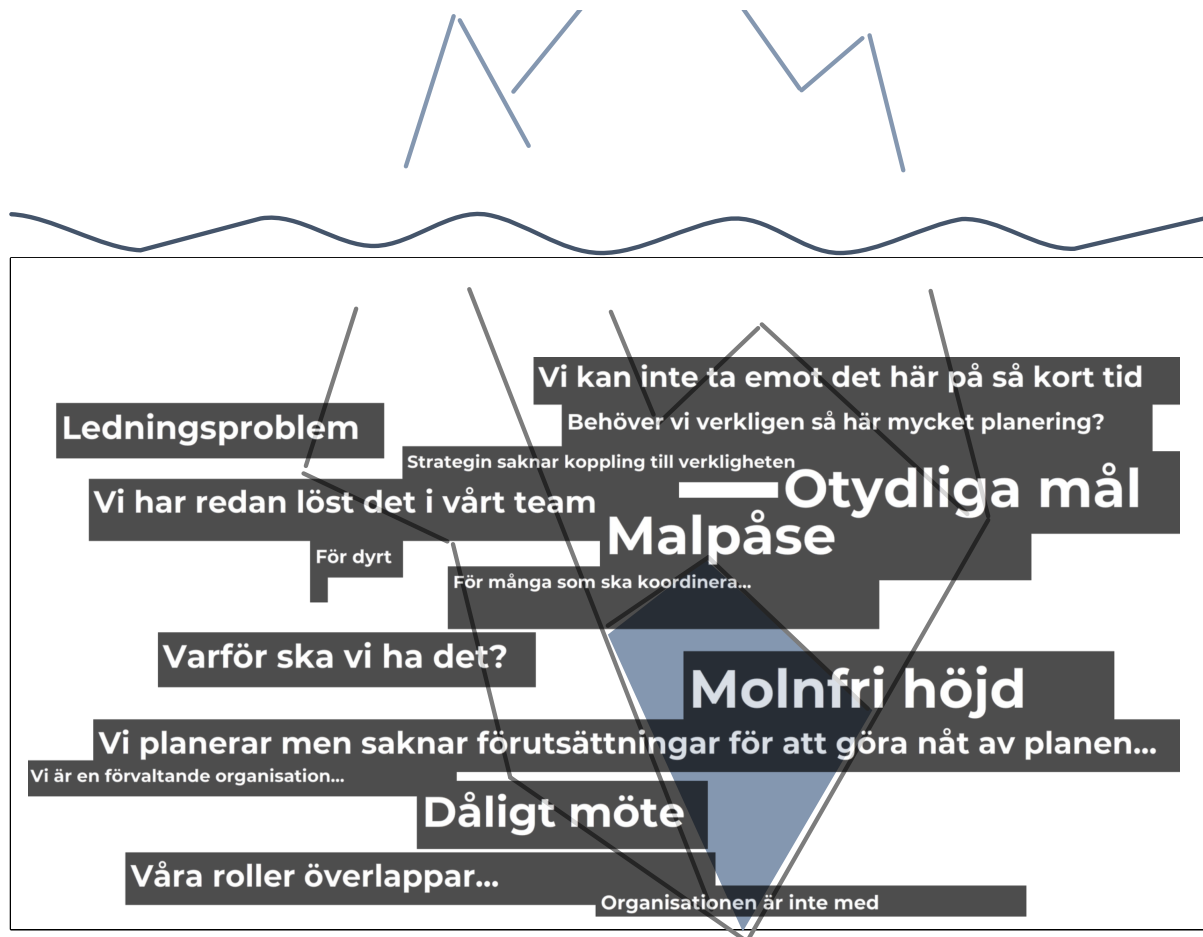 Vi kan inte ta emot det här på så kort tid
Ledningsproblem
Behöver vi verkligen så här mycket planering?
Strategin saknar koppling till verkligheten
Otydliga mål
Vi har redan löst det i vårt team
Malpåse
För dyrt
För många som ska koordinera...
Varför ska vi ha det?
Molnfri höjd
Vi planerar men saknar förutsättningar för att göra nåt av planen...
Vi är en förvaltande organisation...
Dåligt möte
Våra roller överlappar...
Organisationen är inte med